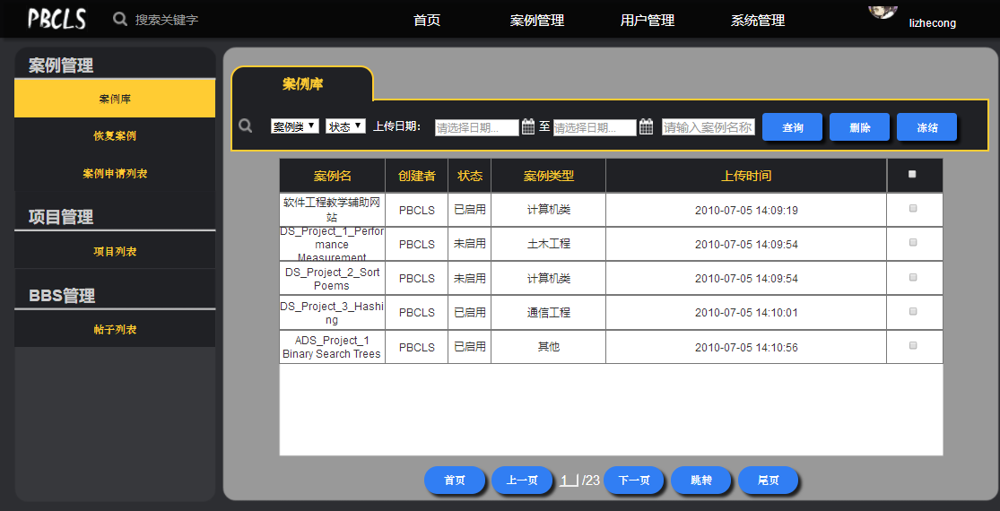 PBCLS 搜索关键字 首页 案例管理 用户管理 系统管理 lizhecong
案例管理
案例库
恢复案例
案例申请列表
项目管理
项目列表
BBS管理
帖子列表
案例库
案例类 状态 上传日期: 请选择日期... 至 请选择日期... 请输入案例名称 查询 删除 冻结
案例名 创建者 状态 案例类型 上传时间
软件工程教学辅助网
站 PBCLS 已启用 计算机类 2010-07-05 14:09:19
DS_Project_1_Perfor
mance
Measurement PBCLS 未启用 土木工程 2010-07-05 14:09:54
DS_Project_2_Sort
Poems PBCLS 未启用 计算机类 2010-07-05 14:09:54
DS_Project_3_Hashi
ng PBCLS 已启用 通信工程 2010-07-05 14:10:01
ADS_Project_1
Binary Search Trees PBCLS 已启用 其他 2010-07-05 14:10:56
首页 上一页 1 /23 下一页 跳转 尾页